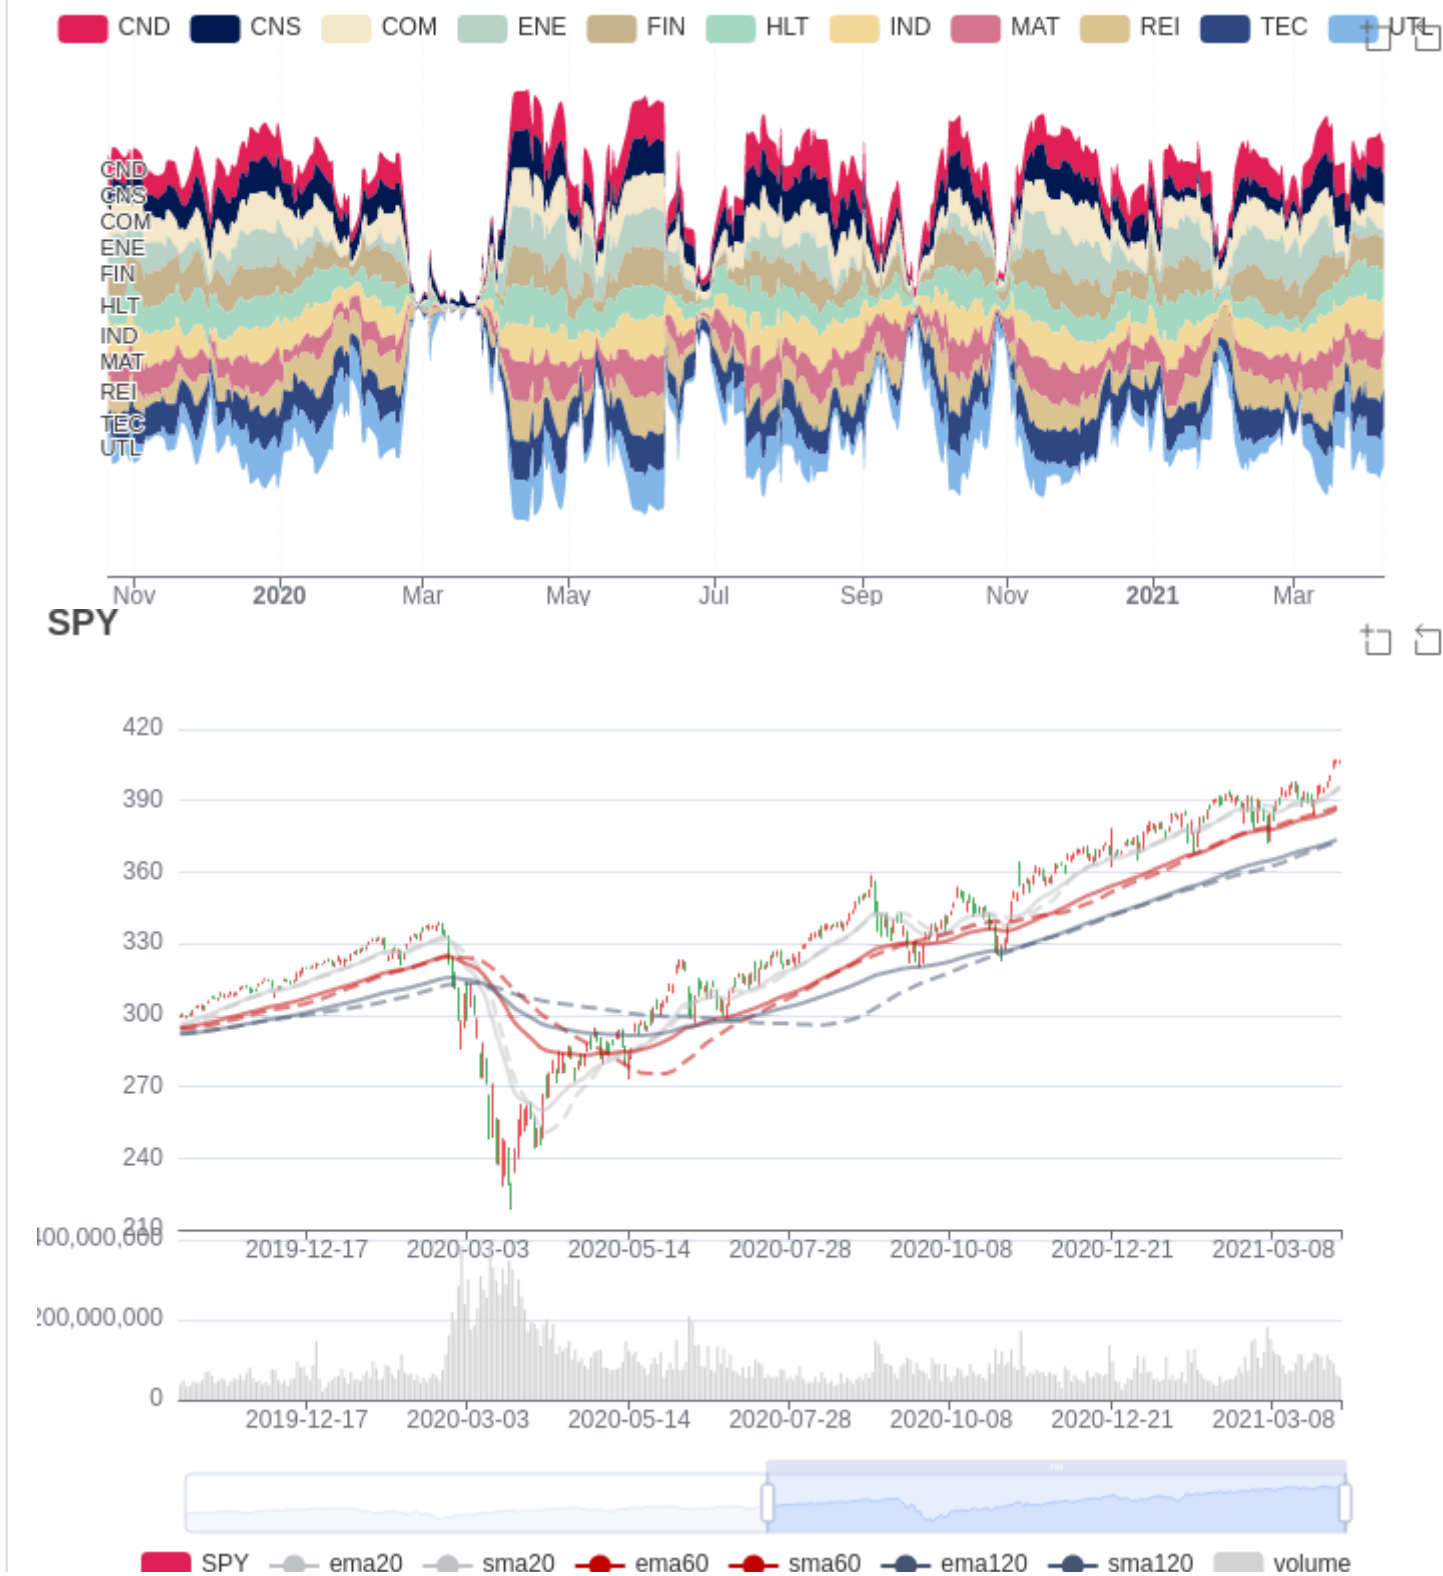 CND CNS COM ENE FIN HLT IND MAT REI TEC UTL
CND
CNS
COM
ENE
FIN
HLT
IND
MAT
REI
TEC
UTL
Nov 2020 Mar May Jul Sep Nov 2021 Mar
SPY
420
390
360
330
300
270
240
210
2019-12-17 2020-03-03 2020-05-14 2020-07-28 2020-10-08 2020-12-21 2021-03-08
400,000,000
200,000,000
0
2019-12-17 2020-03-03 2020-05-14 2020-07-28 2020-10-08 2020-12-21 2021-03-08
SPY ema20 sma20 ema60 sma60 ema120 sma120 volume